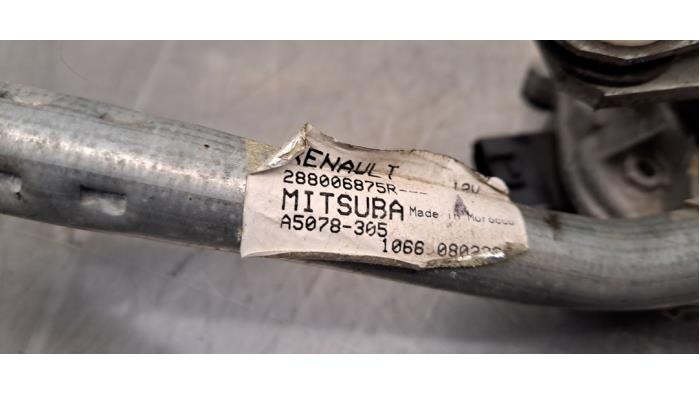 RENAULT
288006875R--- 12V
MITSUBA Made in Morocco
A5078-305
1066